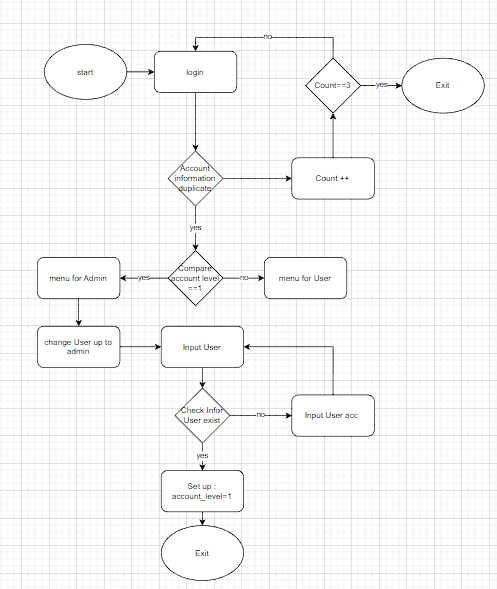 no
start
login
Count==3
yes
Exit
Account
information
duplicate
Count ++
yes
menu for Admin
yes
Compare
account level
==1
no
menu for User
change User up to
admin
Input User
Check Infor
User exist
no
Input User acc
yes
Set up :
account_level=1
Exit